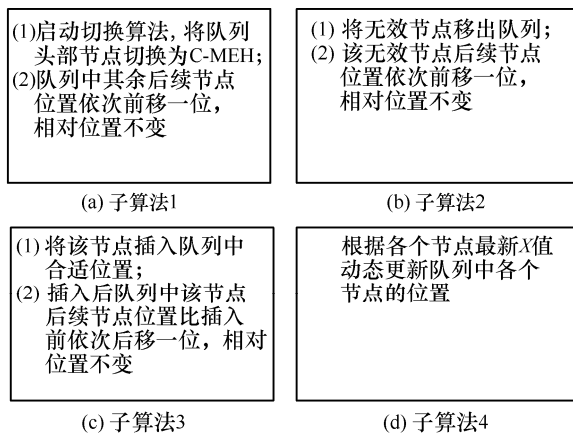 (1)启动切换算法, 将队列
头部节点切换为C-MEH;
(2)队列中其余后续节点
位置依次前移一位，
相对位置不变
(a) 子算法1
(1) 将无效节点移出队列；
(2) 该无效节点后续节点
位置依次前移一位，
相对位置不变
(b) 子算法2
(1) 将该节点插入队列中
合适位置；
(2) 插入后队列中该节点
后续节点位置比插入
前依次后移一位，相对
位置不变
(c) 子算法3
根据各个节点最新X值
动态更新队列中各个
节点的位置
(d) 子算法4